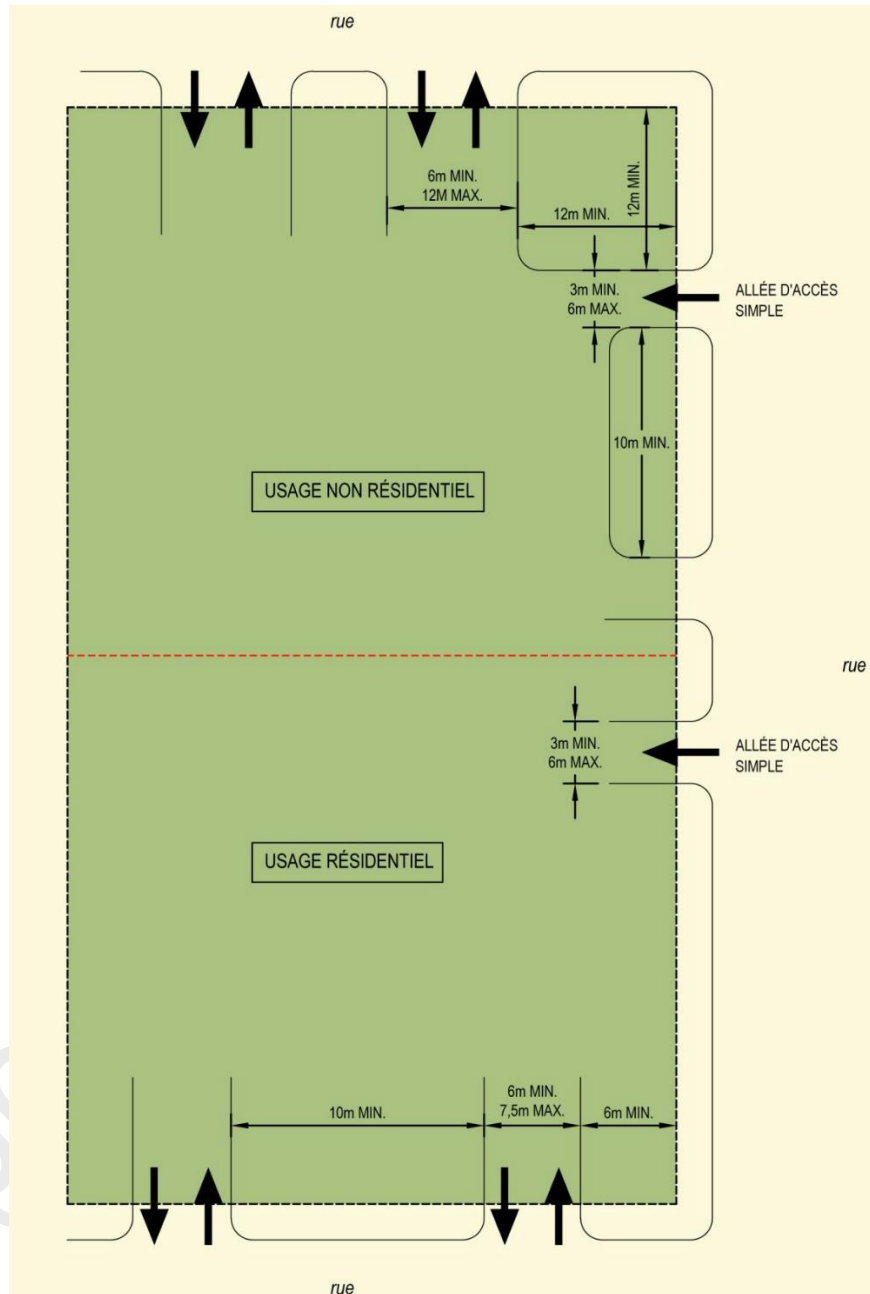 rue
6m MIN.
12M MAX.
12m MIN.
12m MIN.
3m MIN.
6m MAX.
ALLÉE D'ACCÈS
SIMPLE
10m MIN.
USAGE NON RÉSIDENTIEL
rue
3m MIN.
6m MAX.
ALLÉE D'ACCÈS
SIMPLE
USAGE RÉSIDENTIEL
10m MIN.
6m MIN.
7,5m MAX.
6m MIN.
rue